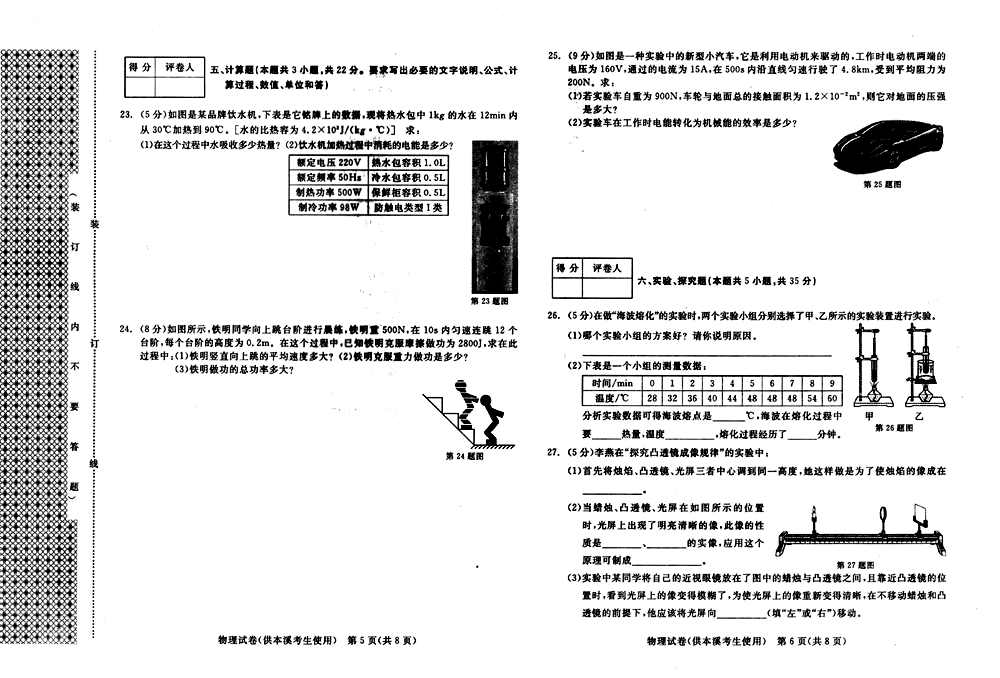 得分 评卷人
五、计算题(本题共3小题,共22分。要求写出必要的文字说明、公式、计
算过程、数值、单位和答)
23. (5分)如图是某品牌饮水机,下表是它铭牌上的数据,现将热水包中1kg的水在12min内
从30℃加热到90℃。[水的比热容为4.2×10³J/(kg·℃)] 求:
(1)在这个过程中水吸收多少热量? (2)饮水机加热过程中消耗的电能是多少?
额定电压220V 热水包容积1.0L
额定频率50Hz 冷水包容积0.5L
制热功率500W 保鲜柜容积0.5L
制冷功率98W 防触电类型I类
第23题图
24. (8分)如图所示,铁明同学向上跳台阶进行晨练,铁明重500N,在10s内匀速连跳12个
台阶,每个台阶的高度为0.2m。在这个过程中,已知铁明克服摩擦做功为2800J,求在此
过程中:(1)铁明竖直向上跳的平均速度多大? (2)铁明克服重力做功是多少?
(3)铁明做功的总功率多大?
第24题图
(装订线内不要答题)
装订线
物理试卷(供本溪考生使用) 第5页(共8页)
25. (9分)如图是一种实验中的新型小汽车,它是利用电动机来驱动的,工作时电动机两端的
电压为160V,通过的电流为15A,在500s内沿直线匀速行驶了4.8km,受到平均阻力为
200N。求:
(1)若实验车自重为900N,车轮与地面总的接触面积为1.2×10⁻²m²,则它对地面的压强
是多大?
(2)实验车在工作时电能转化为机械能的效率是多少?
第25题图
得分 评卷人
六、实验、探究题(本题共5小题,共35分)
26. (5分)在做“海波熔化”的实验时,两个实验小组分别选择了甲、乙所示的实验装置进行实验。
(1)哪个实验小组的方案好? 请你说明原因。
(2)下表是一个小组的测量数据:
时间/min 0 1 2 3 4 5 6 7 8 9
温度/℃ 28 32 36 40 44 48 48 48 54 60
分析实验数据可得海波熔点是______℃,海波在熔化过程中
要______热量,温度__________,熔化过程经历了______分钟。
甲 乙
第26题图
27. (5分)李燕在“探究凸透镜成像规律”的实验中:
(1)首先将烛焰、凸透镜、光屏三者中心调到同一高度,她这样做是为了使烛焰的像成在
____________。
(2)当蜡烛、凸透镜、光屏在如图所示的位置
时,光屏上出现了明亮清晰的像,此像的性
质是________、________的实像,应用这个
原理可制成______________。
第27题图
(3)实验中某同学将自己的近视眼镜放在了图中的蜡烛与凸透镜之间,且靠近凸透镜的位
置时,看到光屏上的像变得模糊了,为使光屏上的像重新变得清晰,在不移动蜡烛和凸
透镜的前提下,他应该将光屏向__________(填“左”或“右”)移动。
物理试卷(供本溪考生使用) 第6页(共8页)